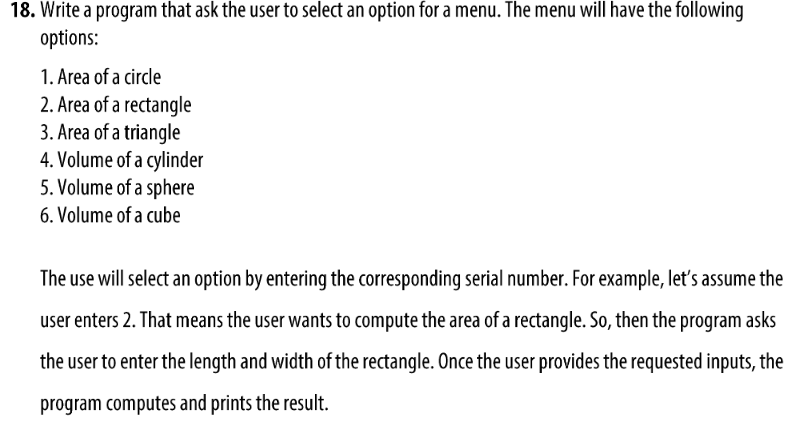 18. Write a program that ask the user to select an option for a menu. The menu will have the following
options:
1. Area of a circle
2. Area of a rectangle
3. Area of a triangle
4. Volume of a cylinder
5. Volume of a sphere
6. Volume of a cube
The use will select an option by entering the corresponding serial number. For example, let's assume the
user enters 2. That means the user wants to compute the area of a rectangle. So, then the program asks
the user to enter the length and width of the rectangle. Once the user provides the requested inputs, the
program computes and prints the result.